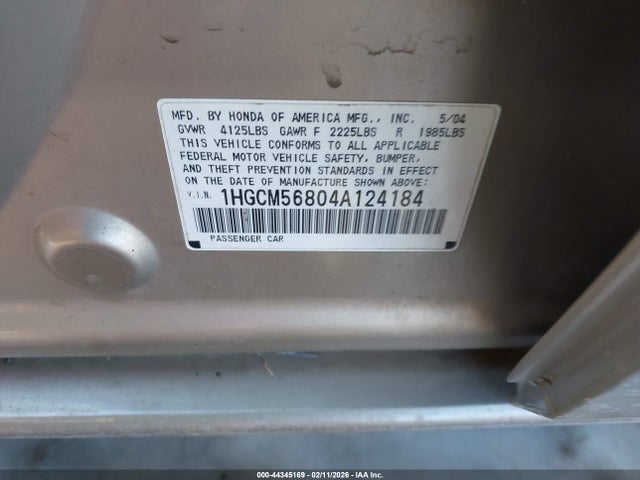 MFD. BY HONDA OF AMERICA MFG., INC. 5/04
GVWR 4125LBS GAWR F 2225LBS R 1985LBS
THIS VEHICLE CONFORMS TO ALL APPLICABLE
FEDERAL MOTOR VEHICLE SAFETY, BUMPER,
AND THEFT PREVENTION STANDARDS IN EFFECT
ON THE DATE OF MANUFACTURE SHOWN ABOVE:
V.I.N. 1HGCM56804A124184
PASSENGER CAR
000-44345169 - 02/11/2026 - IAA Inc.